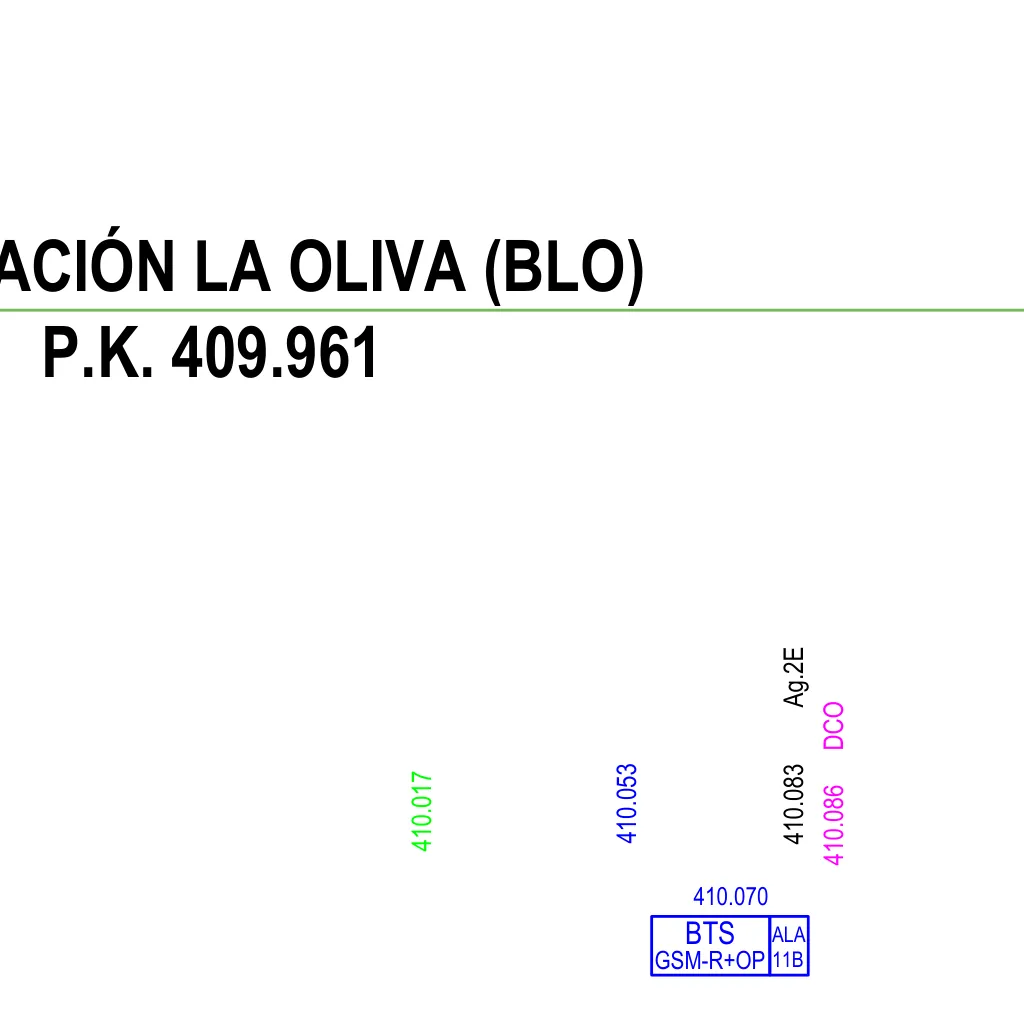 ACIÓN LA OLIVA (BLO)
P.K. 409.961
Ag.2E
DCO
410.017
410.053
410.083
410.086
410.070
BTS
GSM-R+OP
ALA
11B